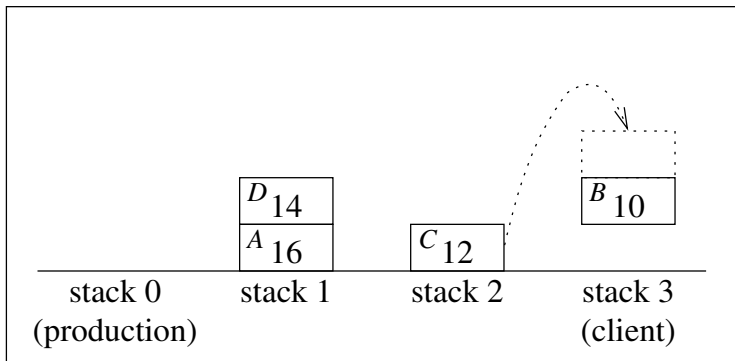 D 14
B 10
A 16
C 12
stack 0
stack 1
stack 2
stack 3
(production)
(client)